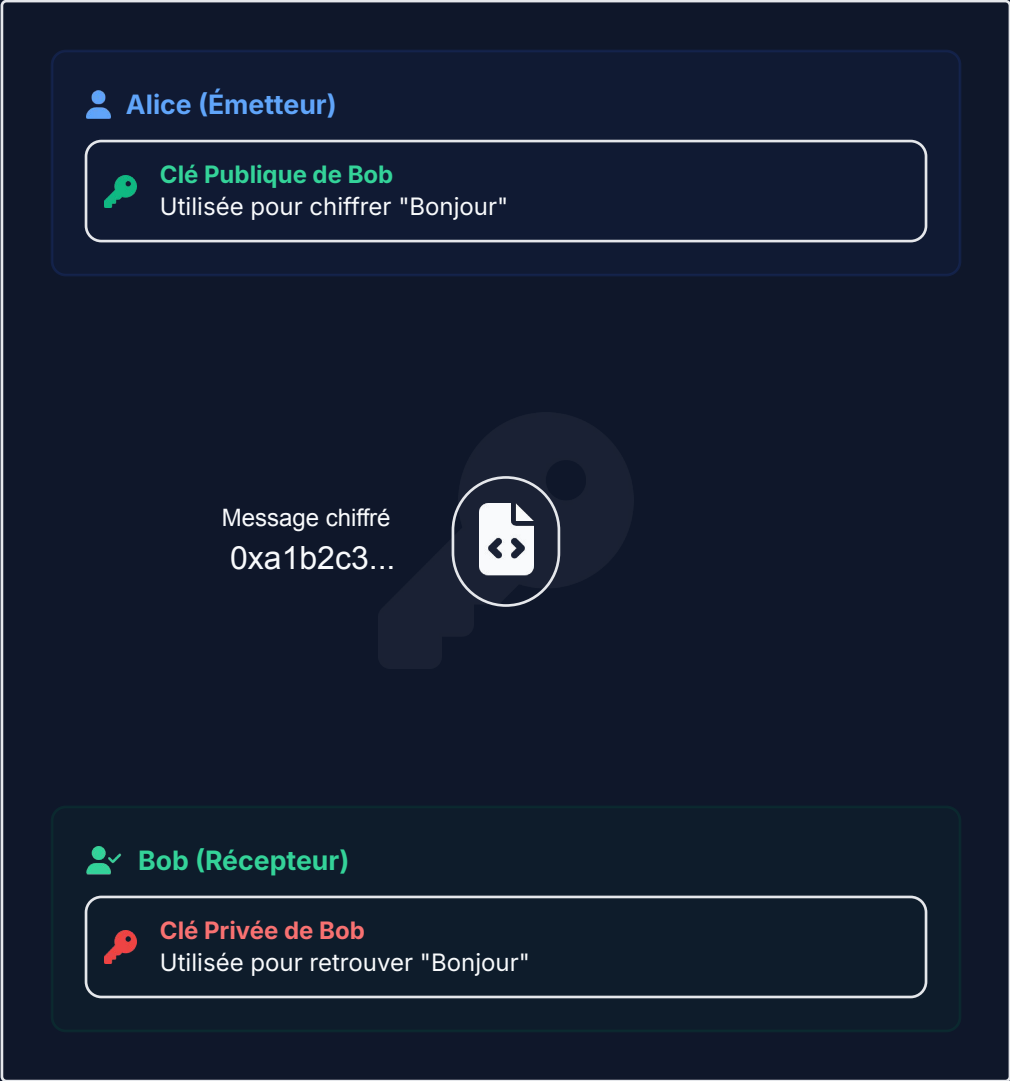 Alice (Émetteur)
Clé Publique de Bob
Utilisée pour chiffrer "Bonjour"
Message chiffré
0xa1b2c3...
Bob (Récepteur)
Clé Privée de Bob
Utilisée pour retrouver "Bonjour"